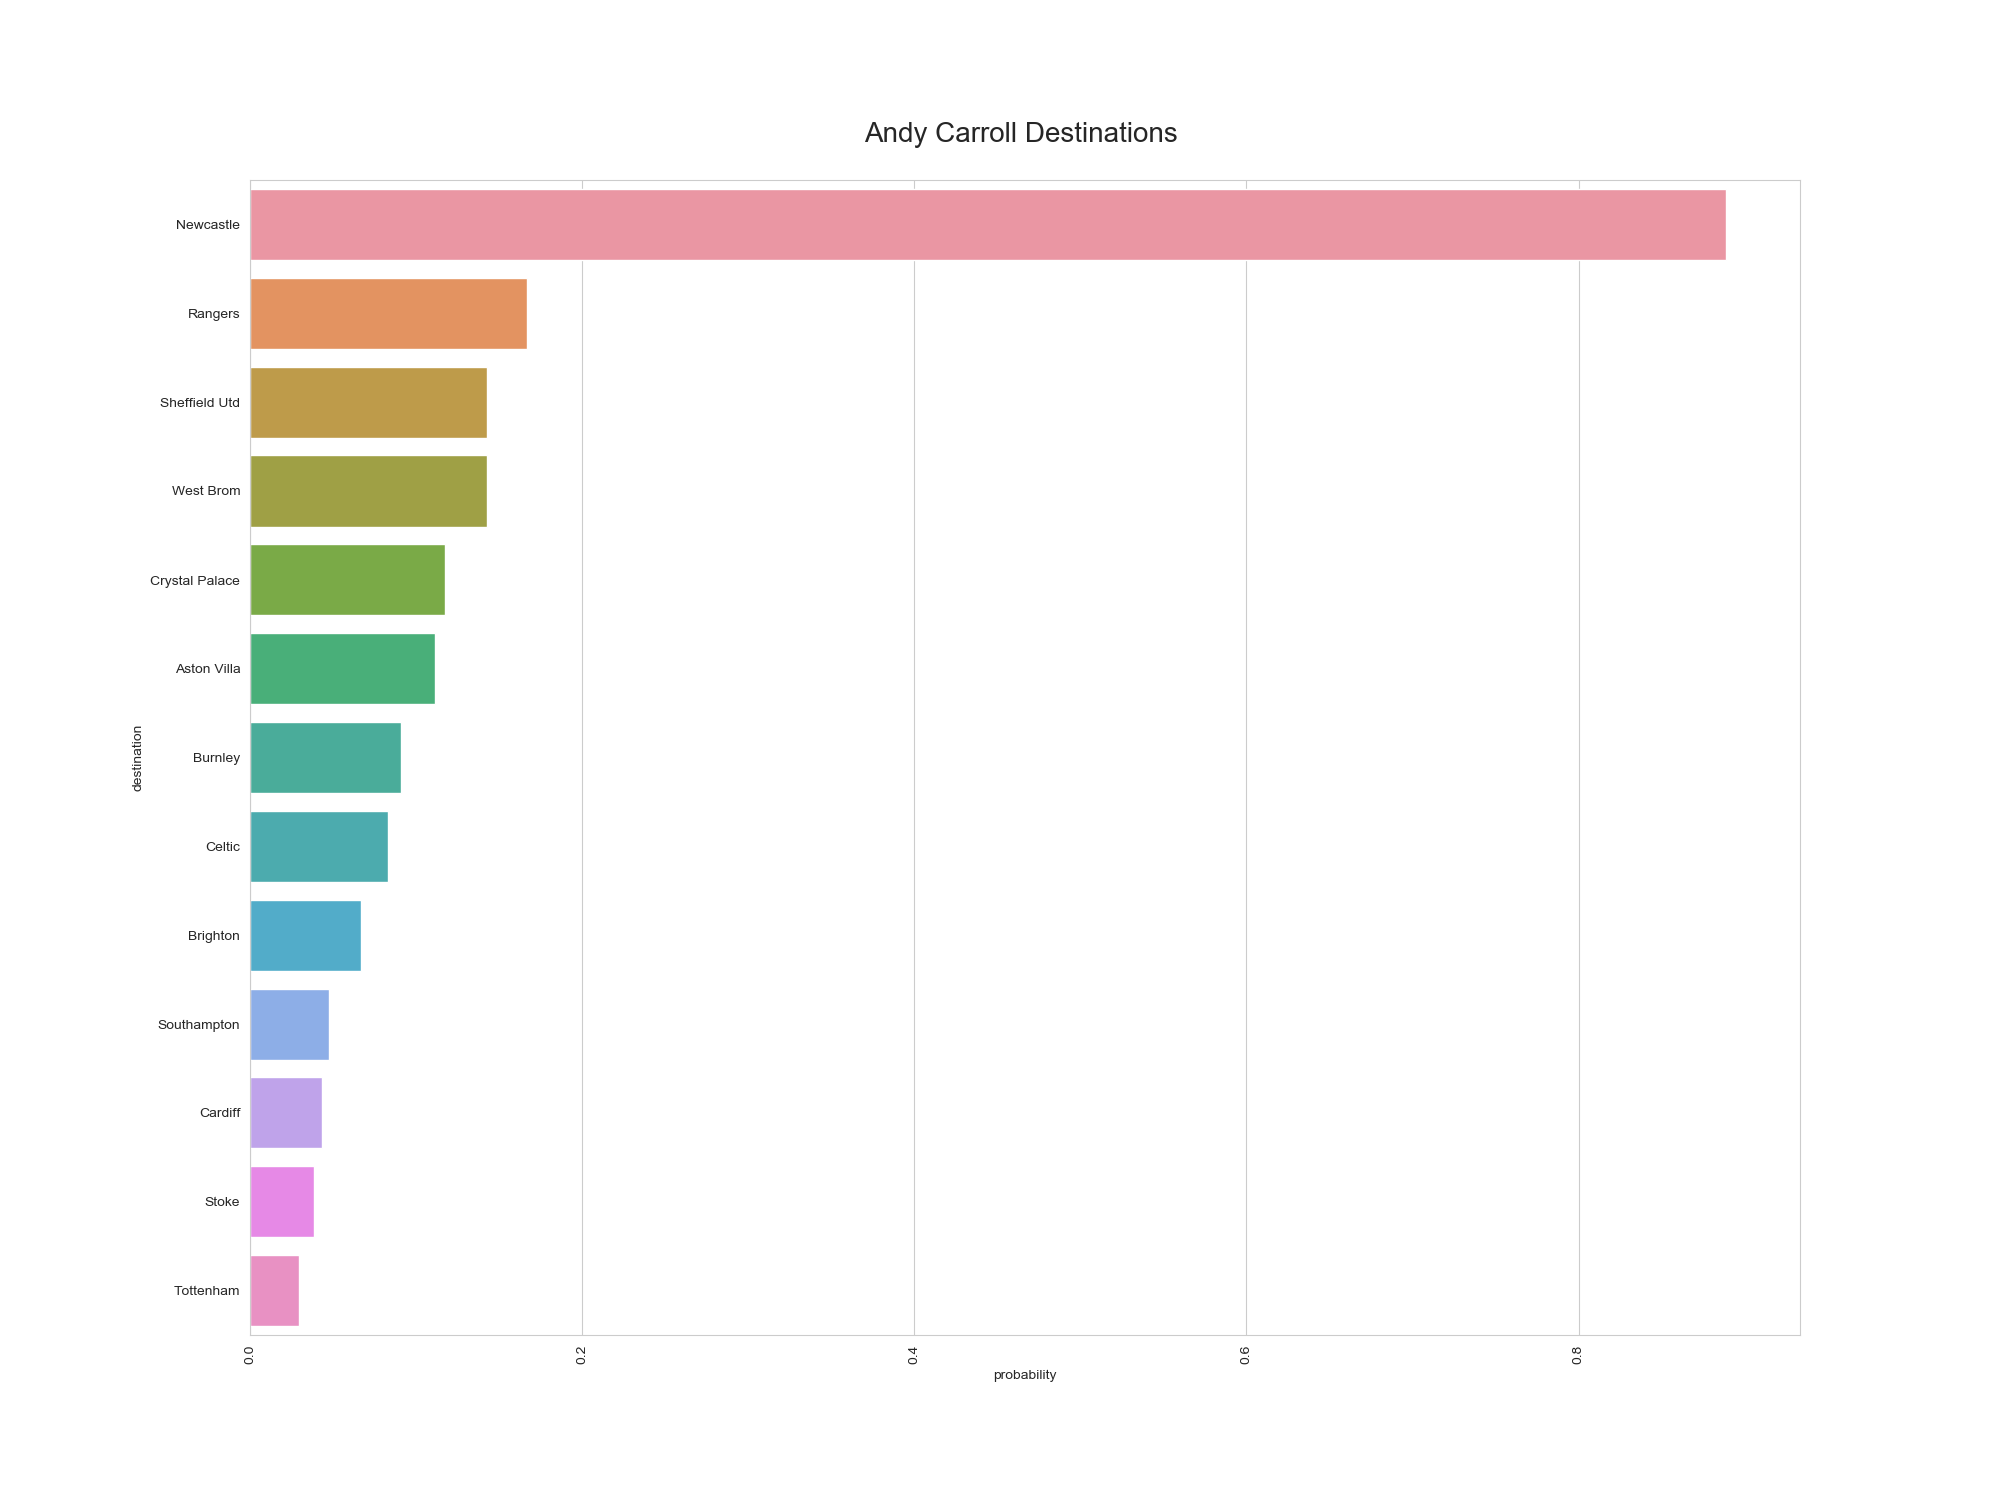 Andy Carroll Destinations
Newcastle
Rangers
Sheffield Utd
West Brom
Crystal Palace
Aston Villa
Burnley
Celtic
Brighton
Southampton
Cardiff
Stoke
Tottenham
destination
0.0
0.2
0.4
0.6
0.8
probability